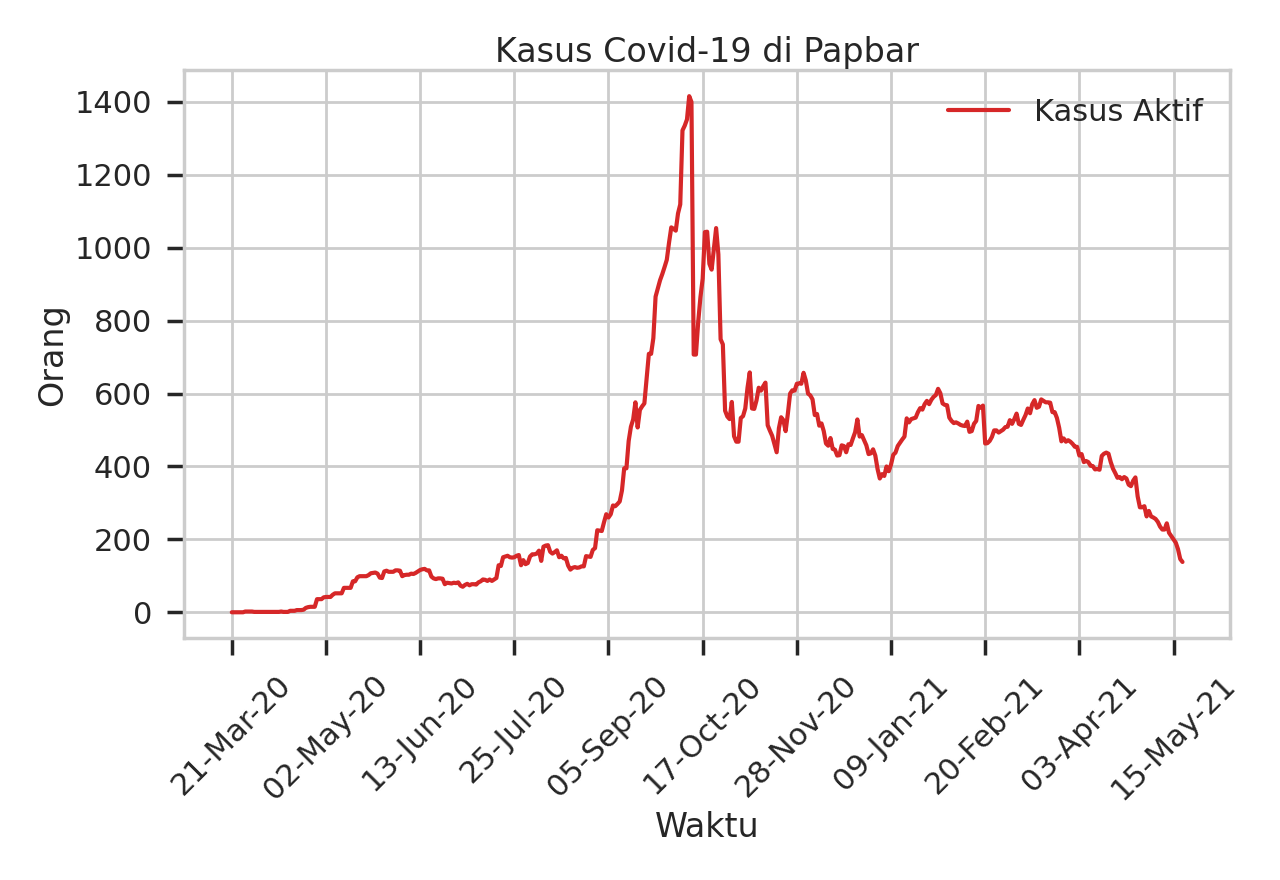 Kasus Covid-19 di Papbar
Kasus Aktif
1400
1200
1000
800
600
400
200
0
Orang
21-Mar-20
02-May-20
13-Jun-20
25-Jul-20
05-Sep-20
17-Oct-20
28-Nov-20
09-Jan-21
20-Feb-21
03-Apr-21
15-May-21
Waktu